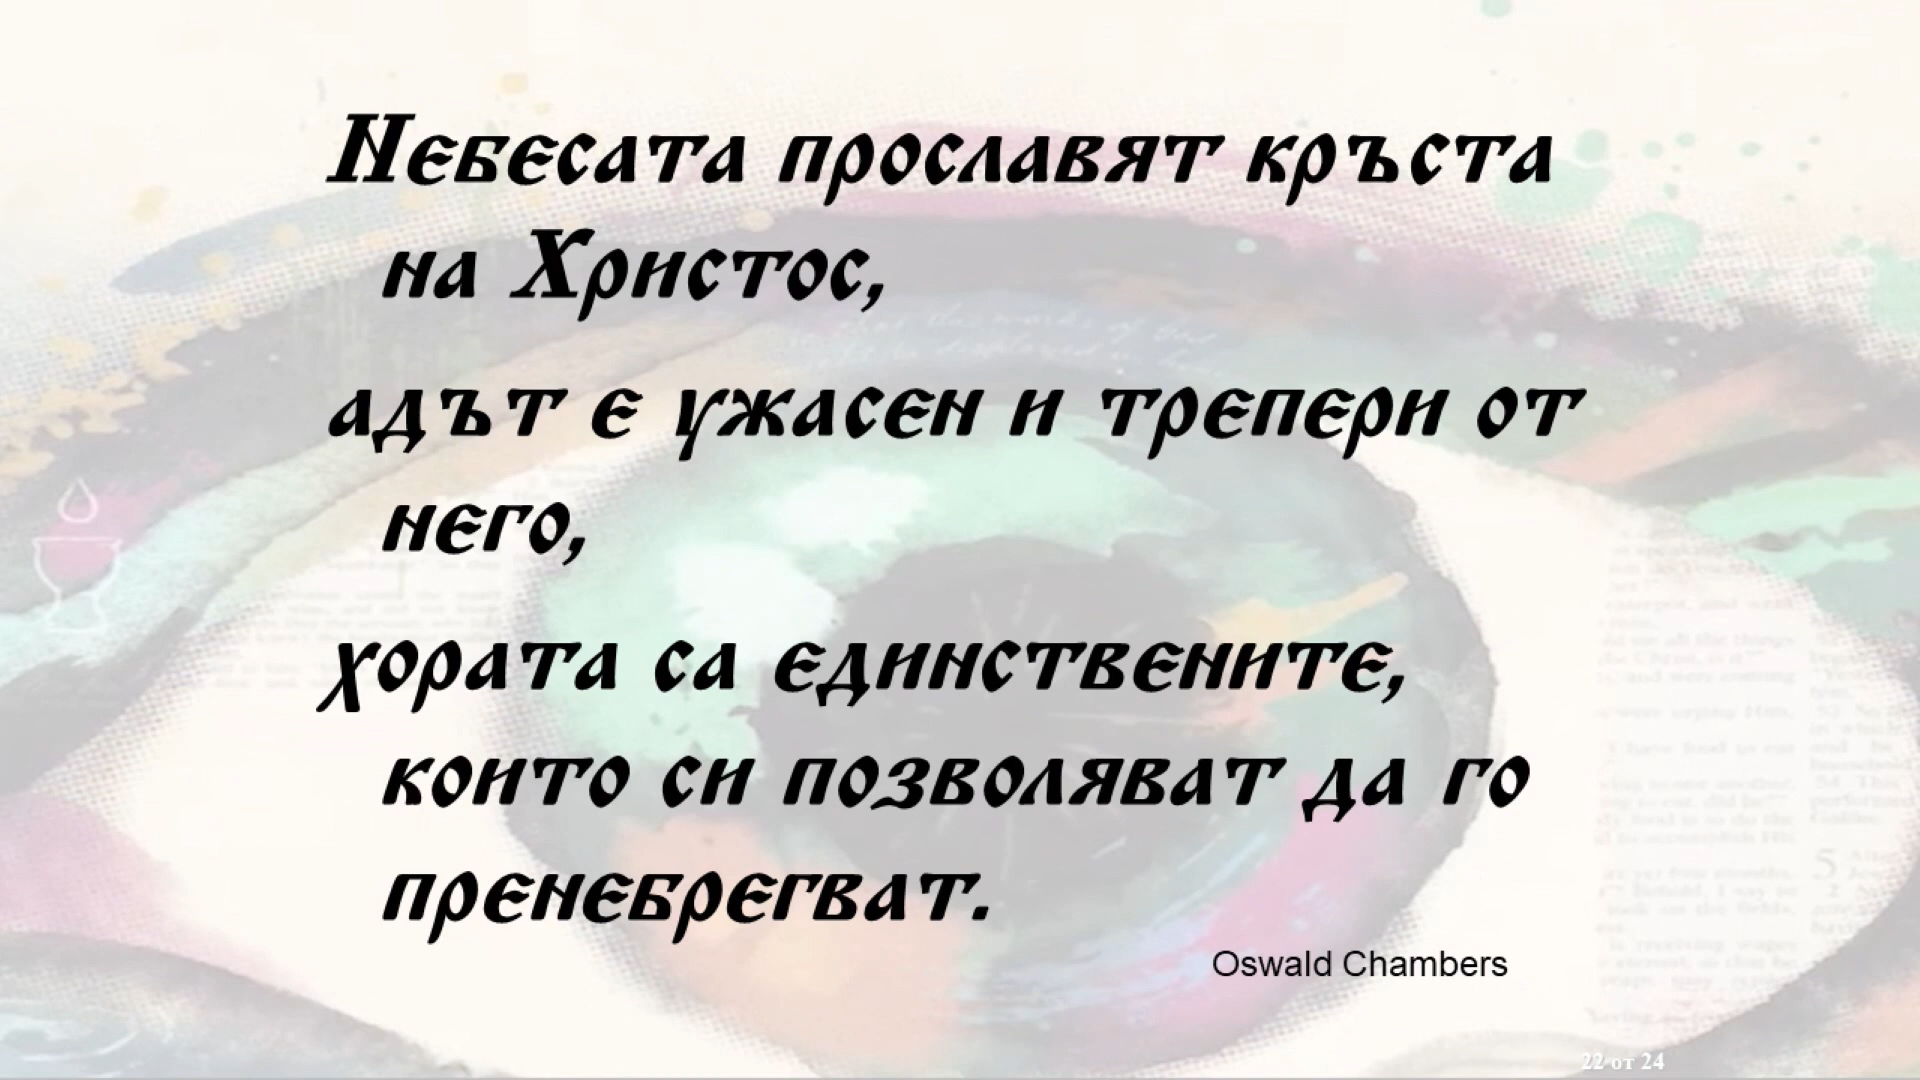 Небесата прославят кръста
на Христос,
адът е ужасен и трепери от
него,
хората са единствените,
които си позволяват да го
пренебрегват.
Oswald Chambers
22 от 24